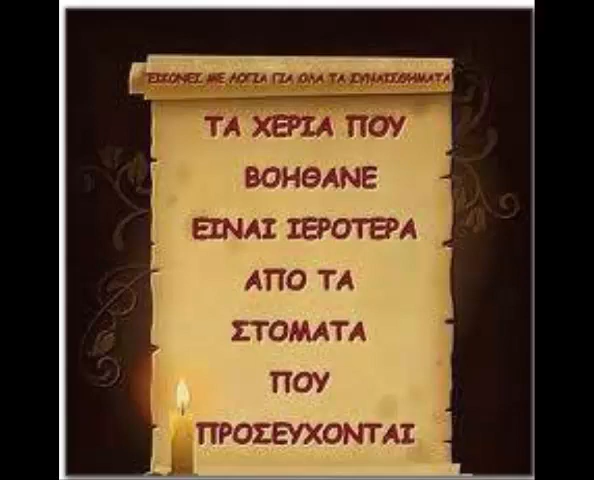 ΕΙΚΟΝΕΣ ΜΕ ΛΟΓΙΑ ΓΙΑ ΟΛΑ ΤΑ ΣΥΝΑΙΣΘΗΜΑΤΑ
ΤΑ ΧΕΡΙΑ ΠΟΥ
ΒΟΗΘΑΝΕ
ΕΙΝΑΙ ΙΕΡΟΤΕΡΑ
ΑΠΟ ΤΑ
ΣΤΟΜΑΤΑ
ΠΟΥ
ΠΡΟΣΕΥΧΟΝΤΑΙ